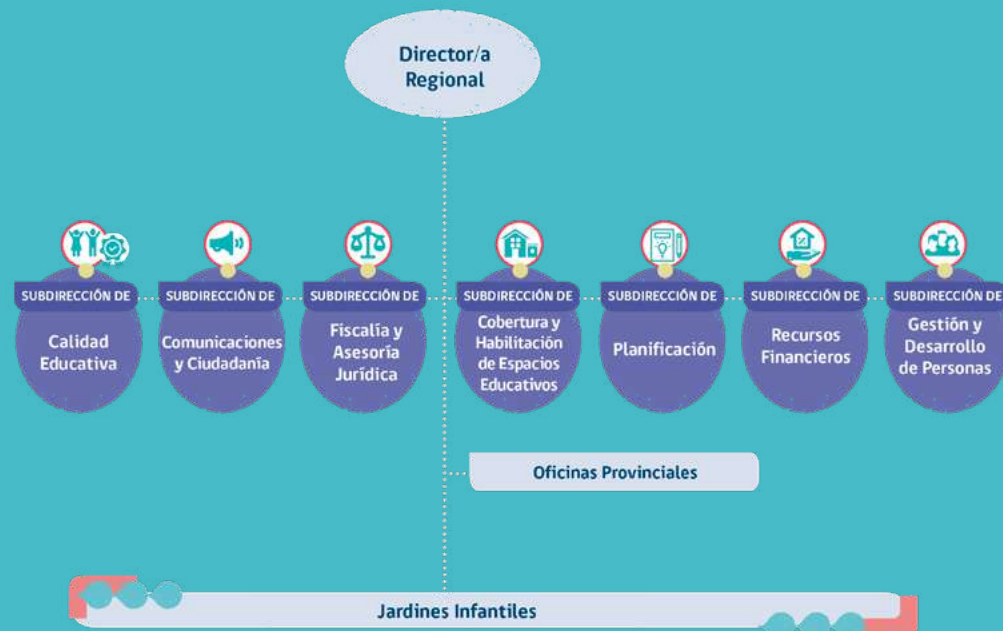 Director/a
Regional
SUBDIRECCIÓN DE
Calidad
Educativa
SUBDIRECCIÓN DE
Comunicaciones
y Ciudadanía
SUBDIRECCIÓN DE
Fiscalía y
Asesoría
Jurídica
SUBDIRECCIÓN DE
Cobertura y
Habilitación
de Espacios
Educativos
SUBDIRECCIÓN DE
Planificación
SUBDIRECCIÓN DE
Recursos
Financieros
SUBDIRECCIÓN DE
Gestión y
Desarrollo
de Personas
Oficinas Provinciales
Jardines Infantiles